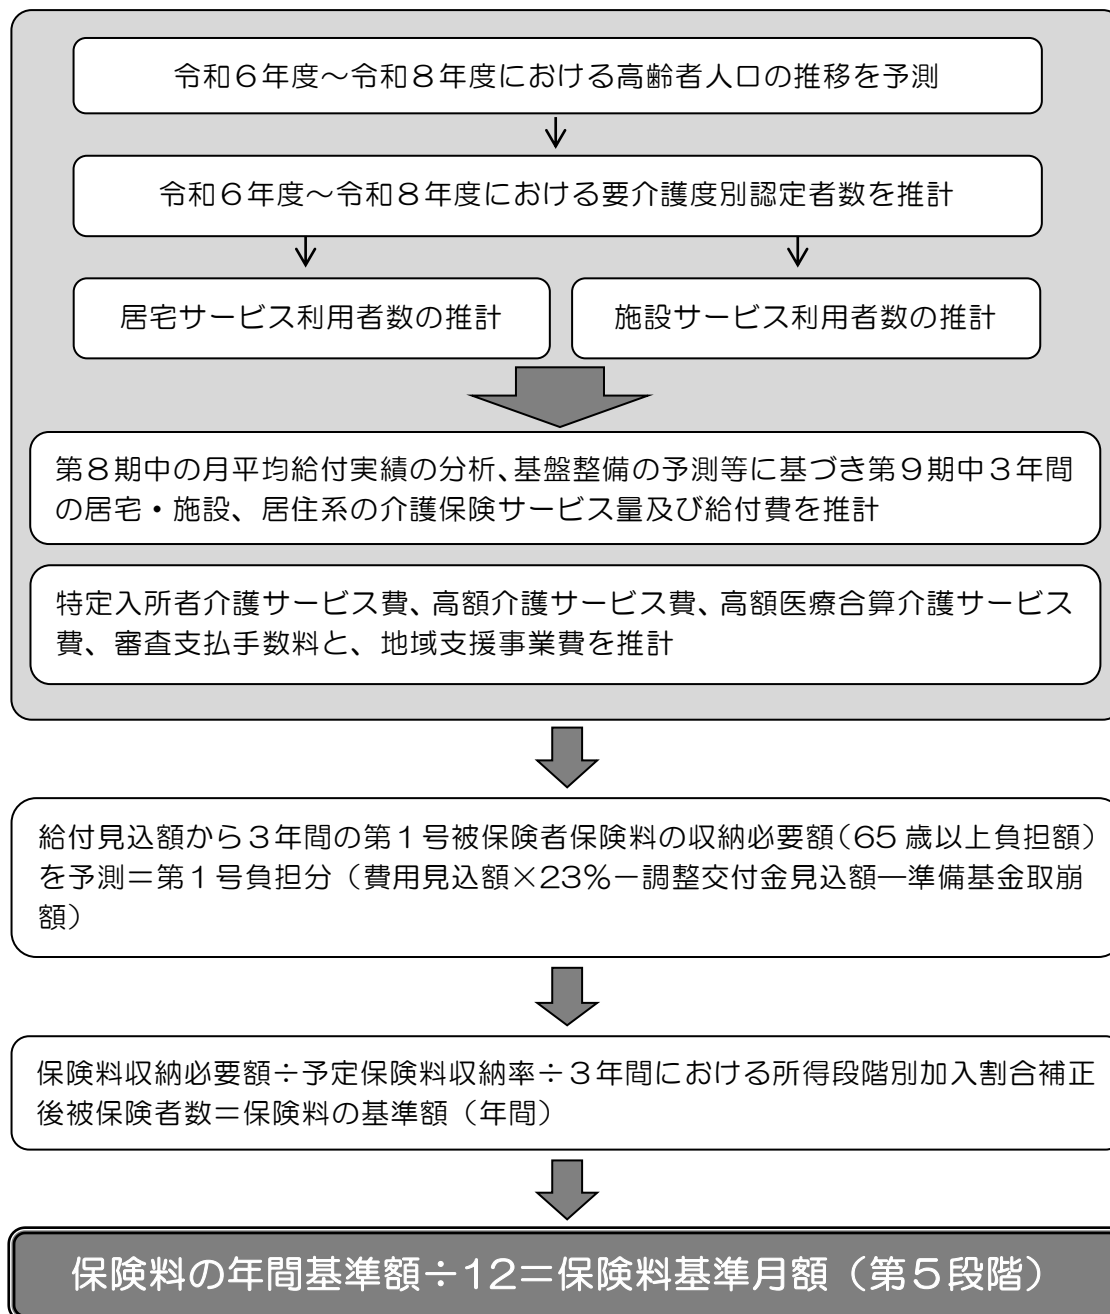 令和６年度～令和８年度における高齢者人口の推移を予測
令和６年度～令和８年度における要介護度別認定者数を推計
居宅サービス利用者数の推計
施設サービス利用者数の推計
第８期中の月平均給付実績の分析、基盤整備の予測等に基づき第９期中３年間
の居宅・施設、居住系の介護保険サービス量及び給付費を推計
特定入所者介護サービス費、高額介護サービス費、高額医療合算介護サービス
費、審査支払手数料と、地域支援事業費を推計
給付見込額から３年間の第１号被保険者保険料の収納必要額（65 歳以上負担額）
を予測＝第１号負担分（費用見込額×23％－調整交付金見込額―準備基金取崩
額）
保険料収納必要額÷予定保険料収納率÷３年間における所得段階別加入割合補正
後被保険者数＝保険料の基準額（年間）
保険料の年間基準額÷12＝保険料基準月額（第５段階）